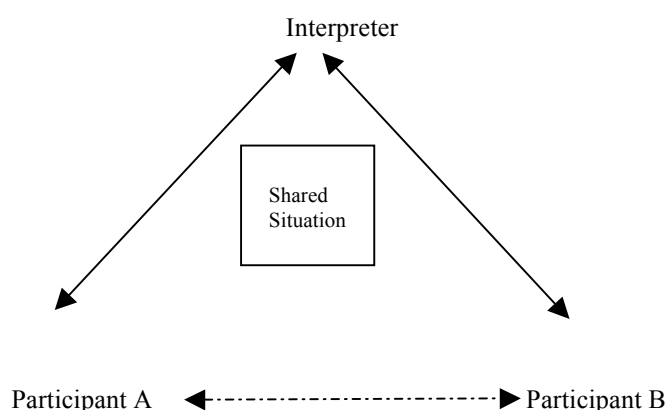 Interpreter
Shared
Situation
Participant A
Participant B